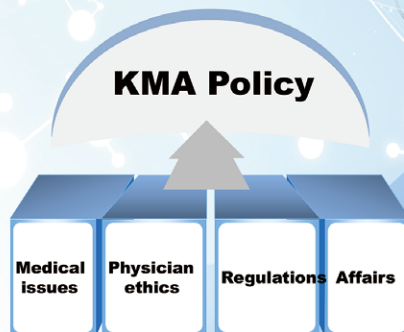 KMA Policy
Medical
issues
Physician
ethics
Regulations
Affairs